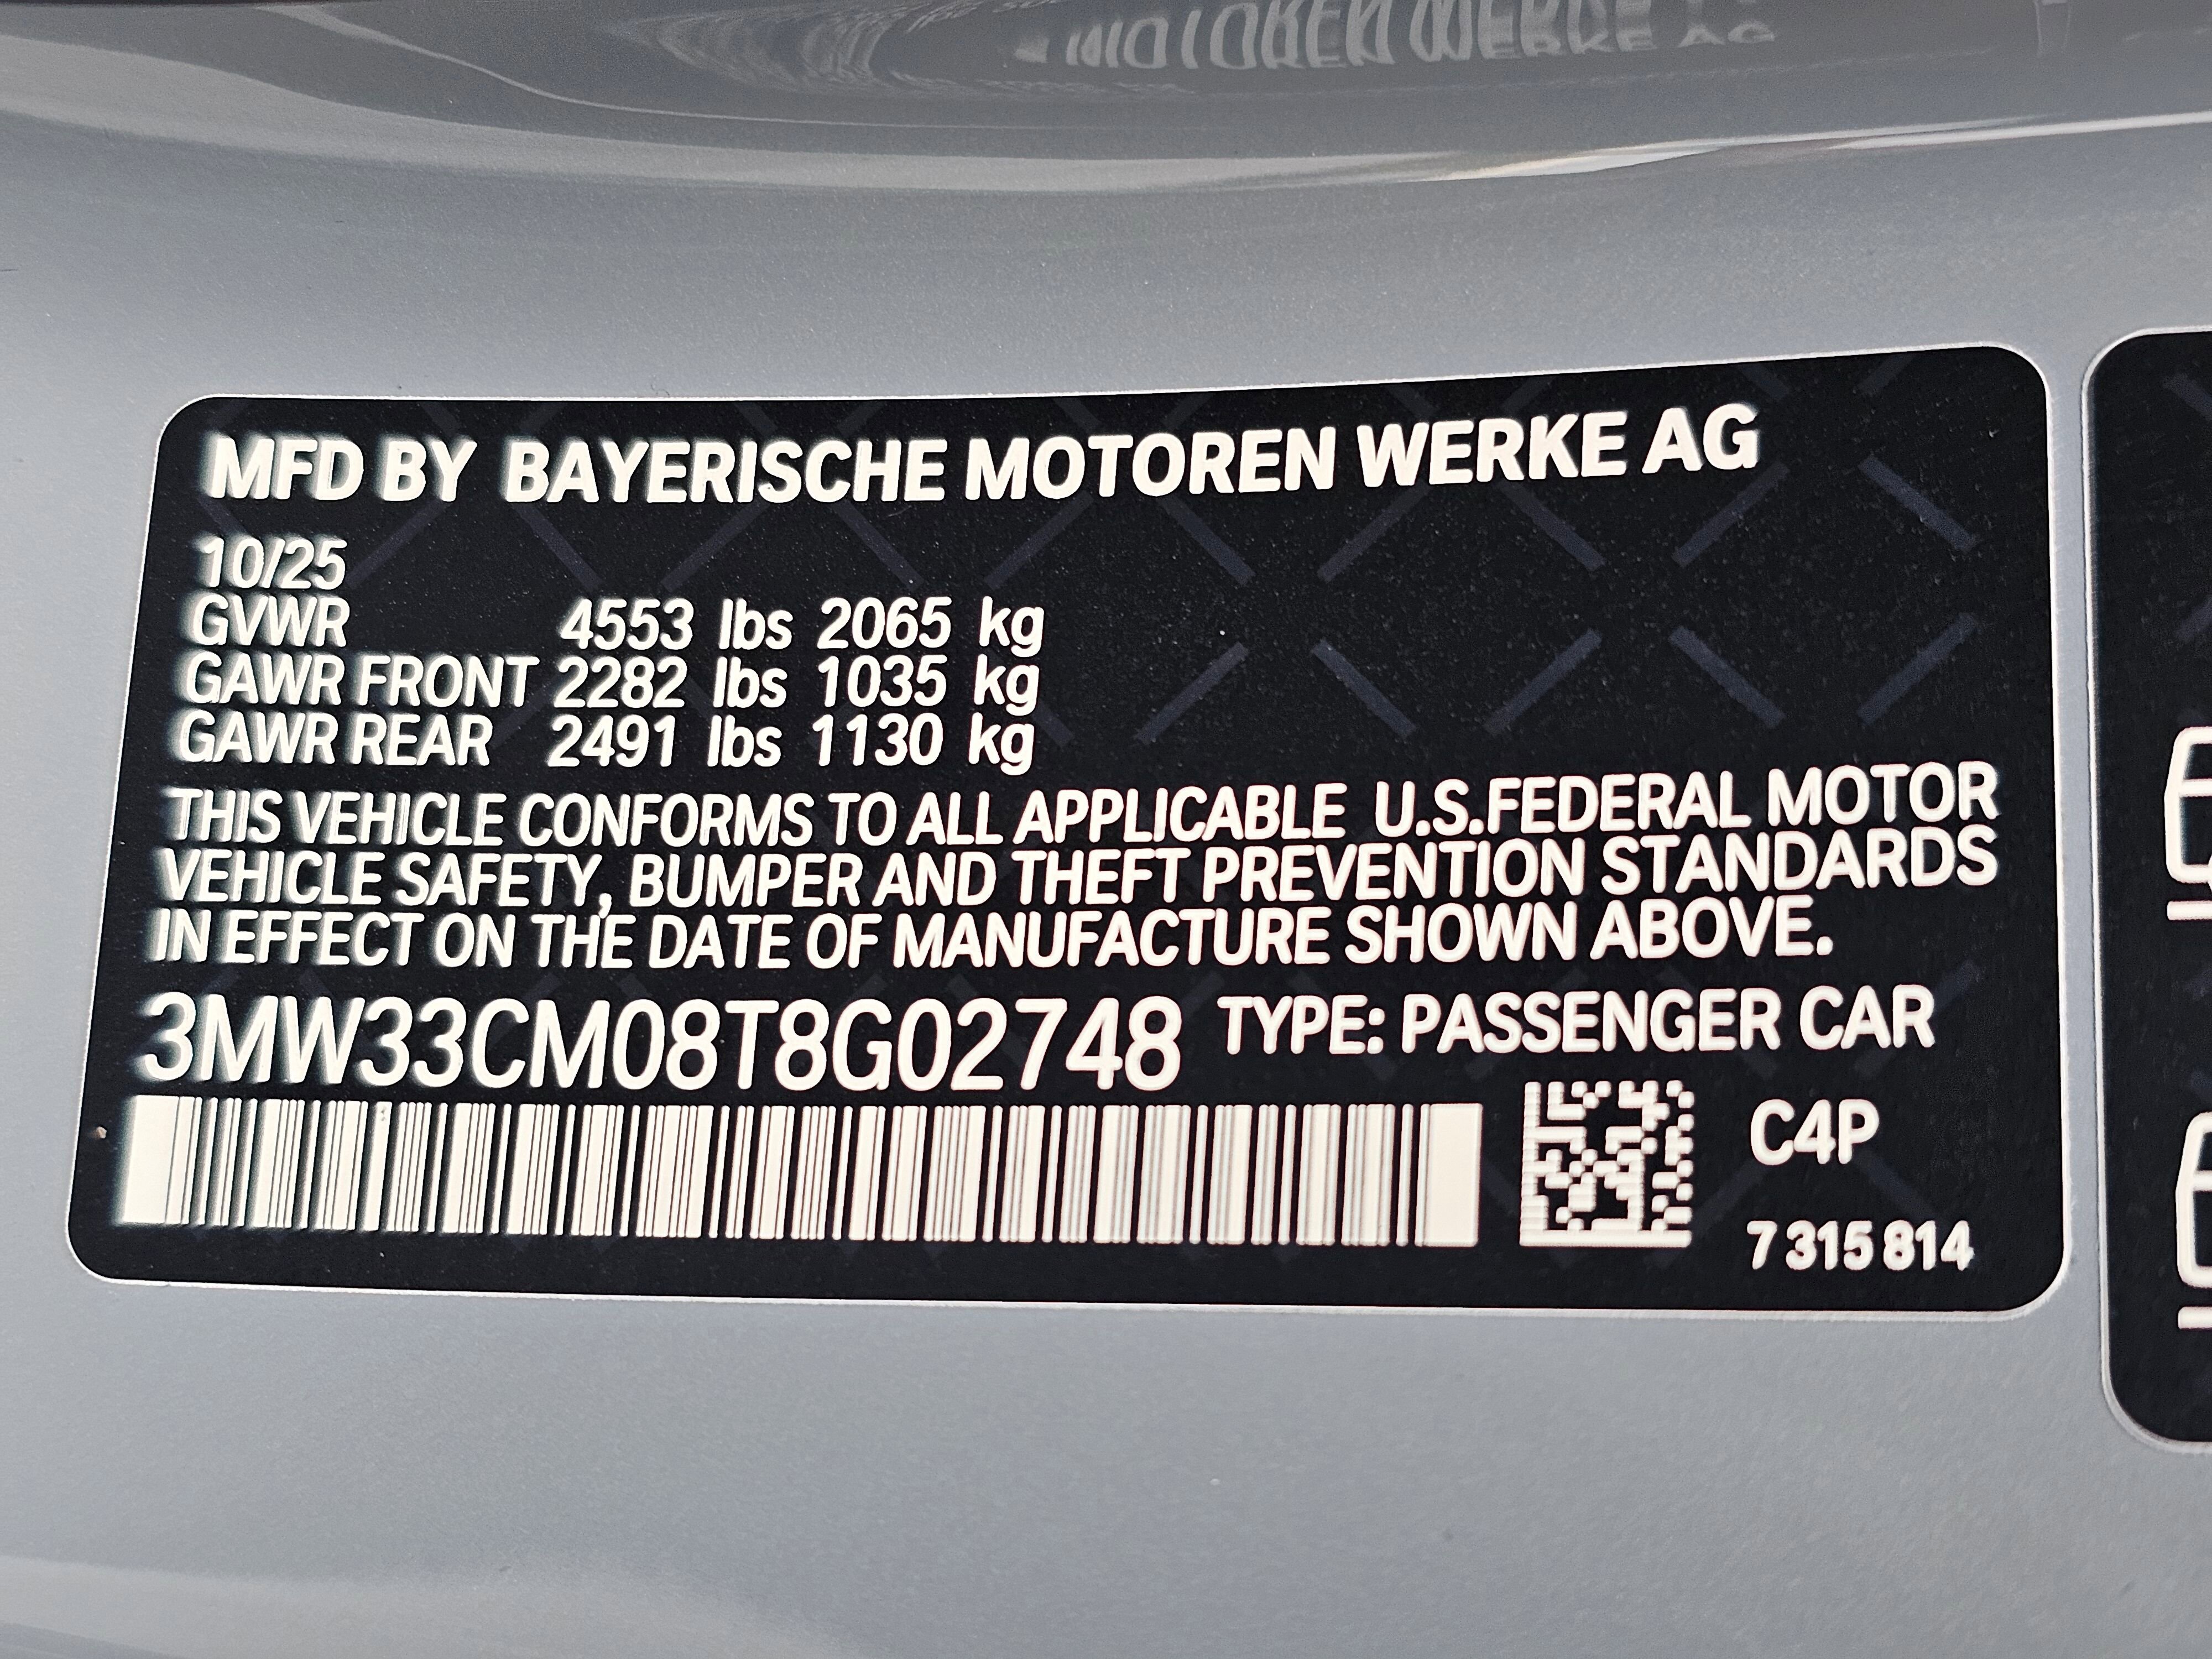 MOTOREN WERKE AG
MFD BY BAYERISCHE MOTOREN WERKE AG
10/25
GVWR 4553 lbs 2065 kg
GAWR FRONT 2282 lbs 1035 kg
GAWR REAR 2491 lbs 1130 kg
THIS VEHICLE CONFORMS TO ALL APPLICABLE U.S.FEDERAL MOTOR
VEHICLE SAFETY, BUMPER AND THEFT PREVENTION STANDARDS
IN EFFECT ON THE DATE OF MANUFACTURE SHOWN ABOVE.
3MW33CM08T8G02748 TYPE: PASSENGER CAR
C4P
7 315 814